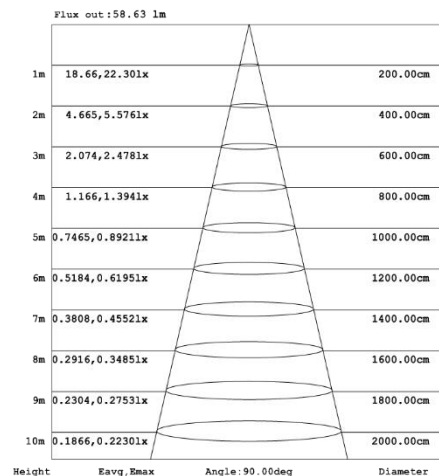 Flux out:58.63 lm
1m 18.66,22.30lx 200.00cm
2m 4.665,5.576lx 400.00cm
3m 2.074,2.478lx 600.00cm
4m 1.166,1.394lx 800.00cm
5m 0.7465,0.8921lx 1000.00cm
6m 0.5184,0.6195lx 1200.00cm
7m 0.3808,0.4552lx 1400.00cm
8m 0.2916,0.3485lx 1600.00cm
9m 0.2304,0.2753lx 1800.00cm
10m 0.1866,0.2230lx 2000.00cm
Height Eavg,Emax Angle:90.00deg Diameter